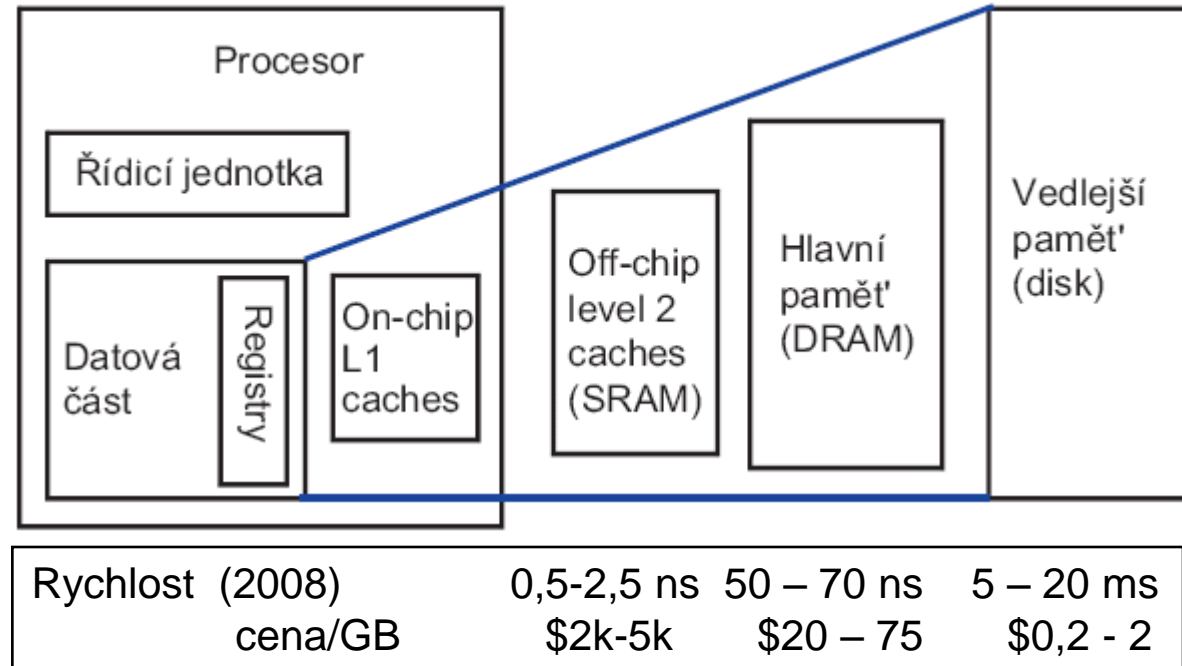 Procesor
Řídicí jednotka
Datová
část
Registry
On-chip
L1
caches
Off-chip
level 2
caches
(SRAM)
Hlavní
paměť
(DRAM)
Vedlejší
paměť
(disk)
Rychlost (2008) 0,5-2,5 ns 50 – 70 ns 5 – 20 ms
cena/GB $2k-5k $20 – 75 $0,2 - 2